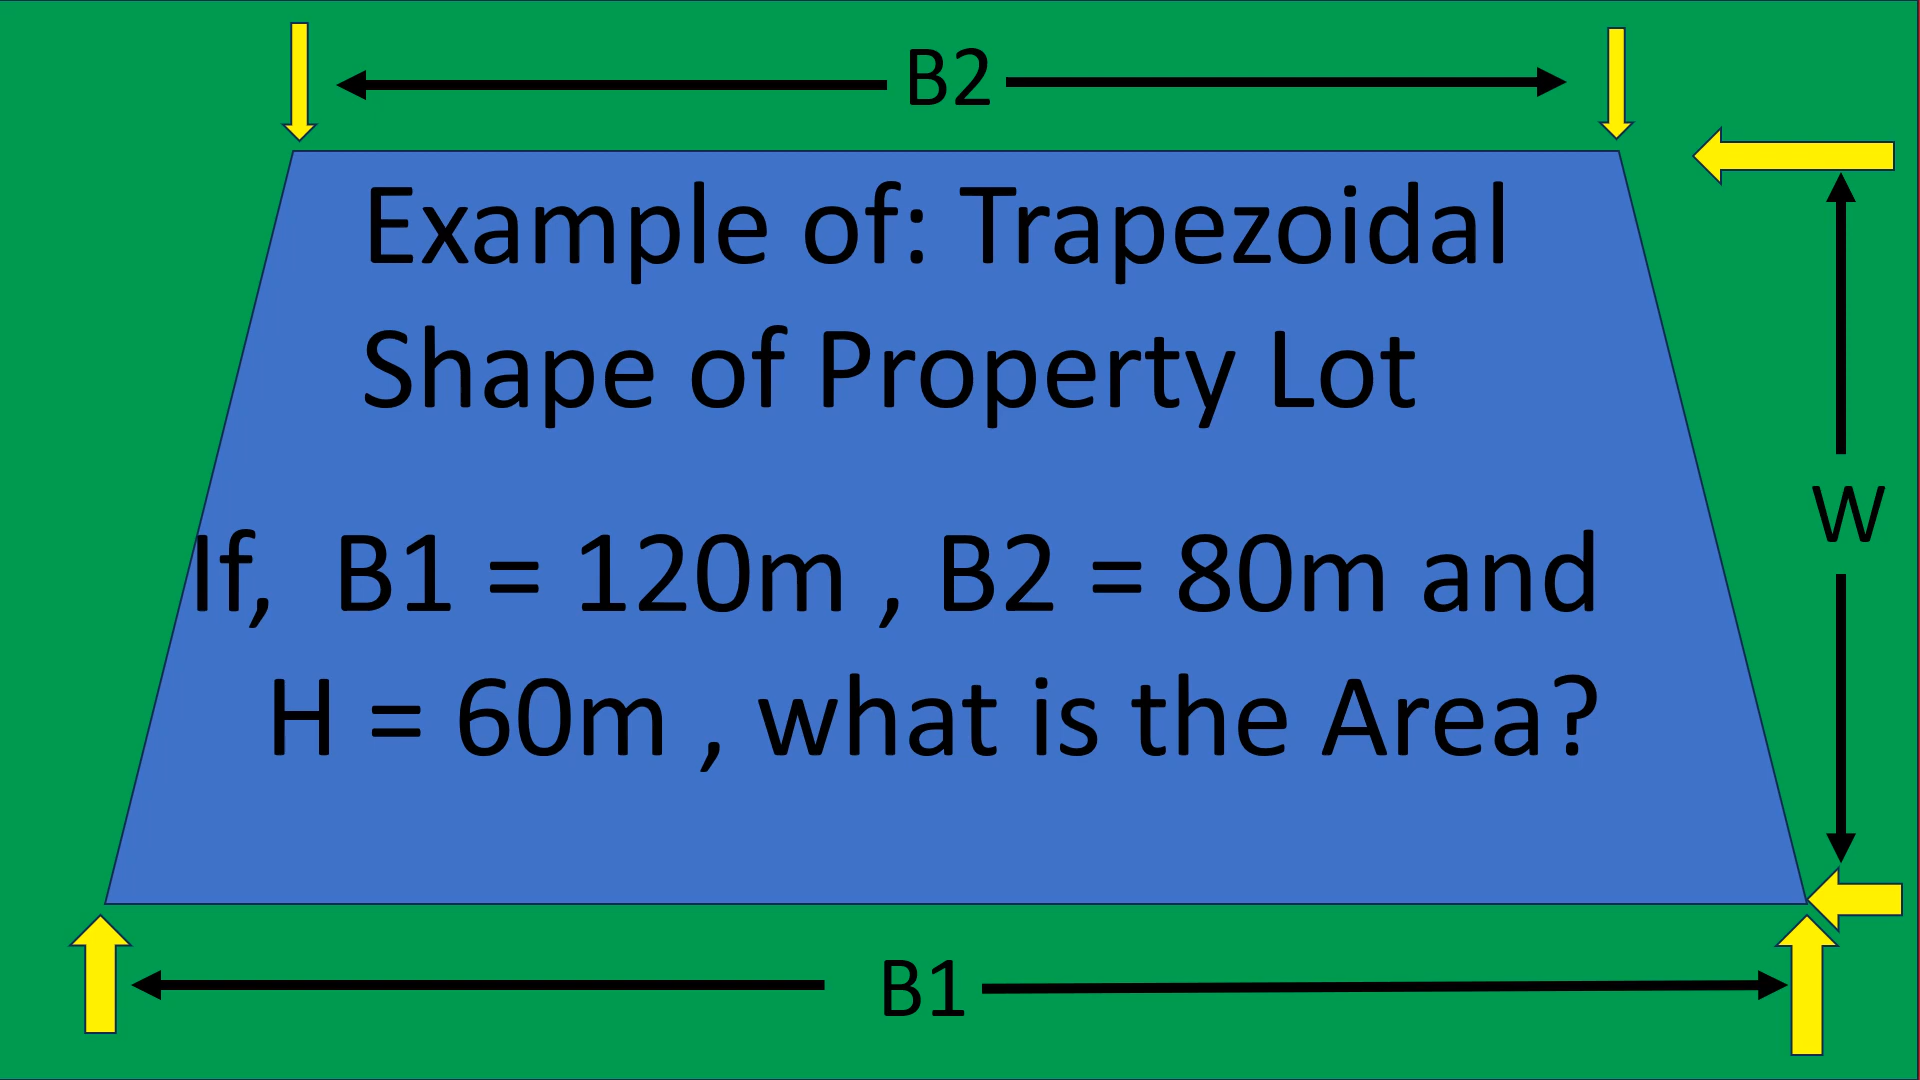 B2
Example of: Trapezoidal
Shape of Property Lot
W
If,  B1 = 120m , B2 = 80m and
H = 60m , what is the Area?
B1